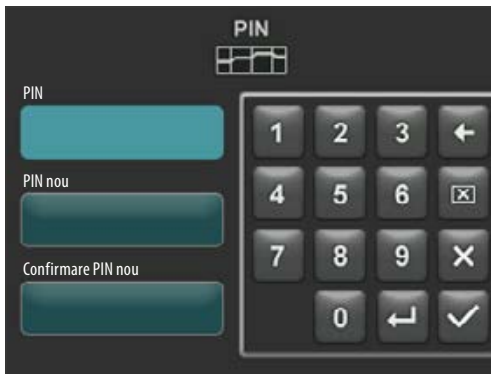 PIN
PIN
PIN nou
Confirmare PIN nou
1 2 3
4 5 6
7 8 9
0